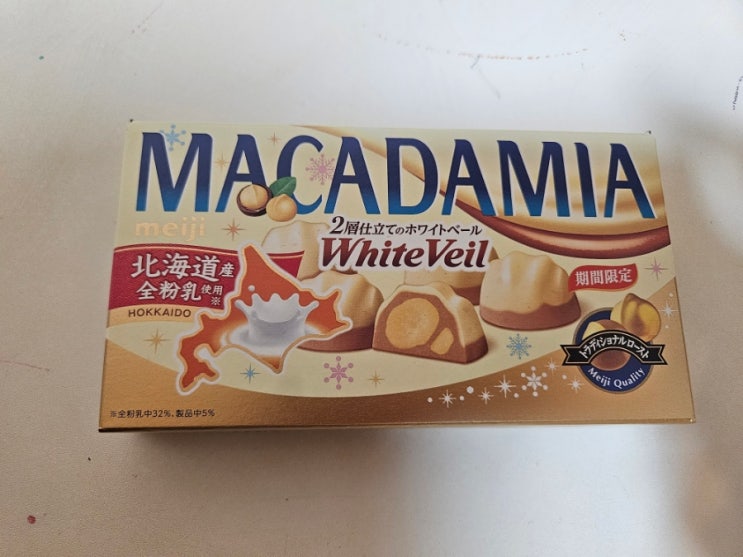 MACADAMIA
meiji
2層仕立てのホワイトベール
WhiteVeil
北海道産
全粉乳使用※
HOKKAIDO
期間限定
トラディショナルロースト
Meiji Quality
※全粉乳中32%、製品中5%